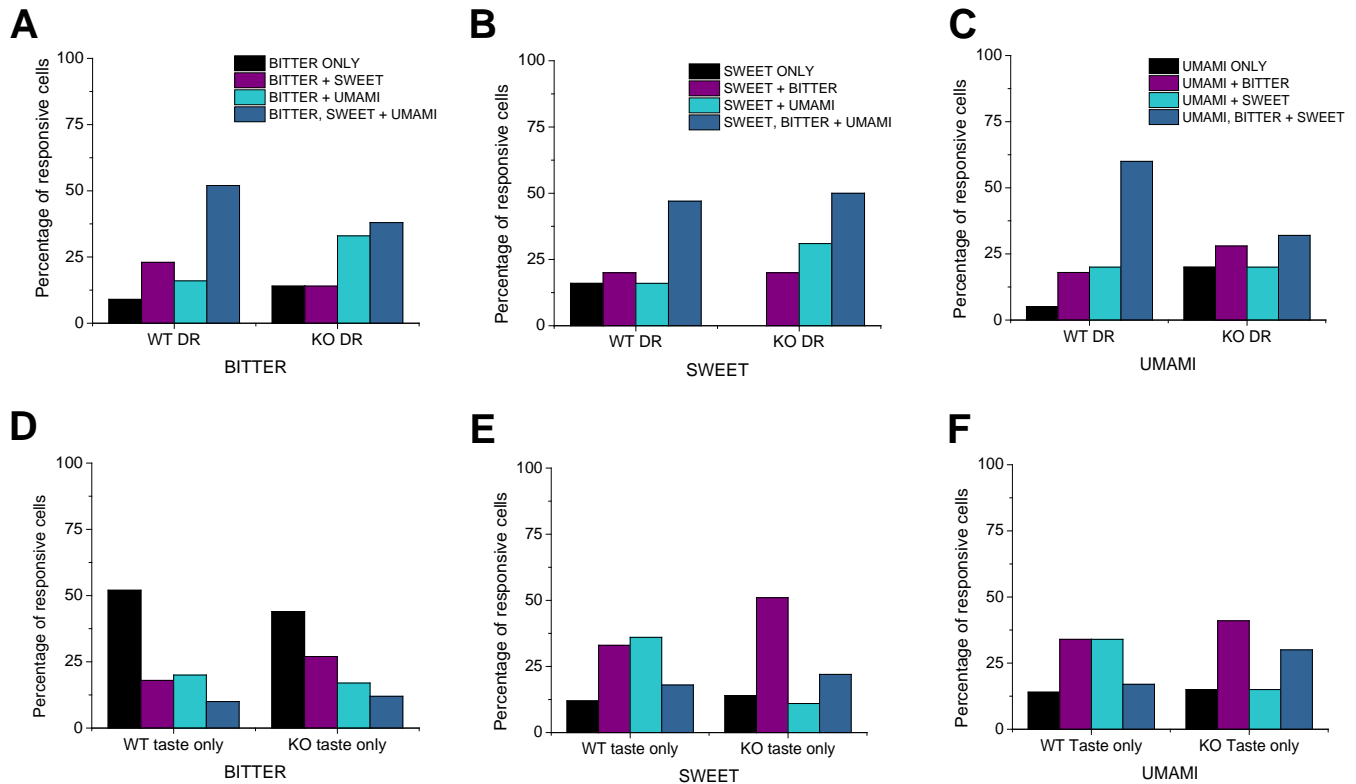 A
Percentage of responsive cells
100
75
50
25
0
BITTER ONLY
BITTER + SWEET
BITTER + UMAMI
BITTER, SWEET + UMAMI
WT DR
KO DR
BITTER
B
Percentage of responsive cells
100
75
50
25
0
SWEET ONLY
SWEET + BITTER
SWEET + UMAMI
SWEET, BITTER + UMAMI
WT DR
KO DR
SWEET
C
Percentage of responsive cells
100
75
50
25
0
UMAMI ONLY
UMAMI + BITTER
UMAMI + SWEET
UMAMI, BITTER + SWEET
WT DR
KO DR
UMAMI
D
Percentage of responsive cells
100
75
50
25
0
WT taste only
KO taste only
BITTER
E
Percentage of responsive cells
100
75
50
25
0
WT taste only
KO taste only
SWEET
F
Percentage of responsive cells
100
75
50
25
0
WT Taste only
KO Taste only
UMAMI